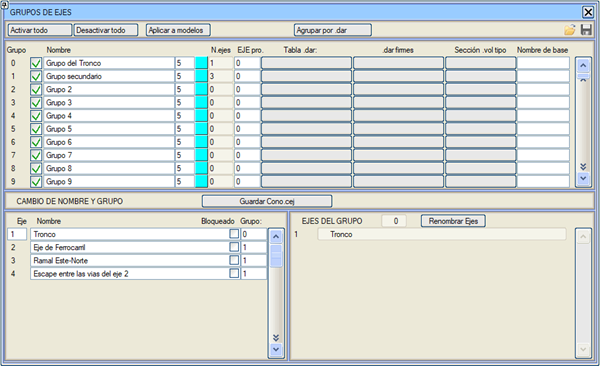 GRUPOS DE EJES
Activar todo Desactivar todo Aplicar a modelos Agrupar por .dar
Grupo Nombre N.ejes EJE pro. Tabla .dar: .dar firmes Sección .vol tipo Nombre de base
0 Grupo del Tronco 5 1 0
1 Grupo secundario 5 3 0
2 Grupo 2 5 0 0
3 Grupo 3 5 0 0
4 Grupo 4 5 0 0
5 Grupo 5 5 0 0
6 Grupo 6 5 0 0
7 Grupo 7 5 0 0
8 Grupo 8 5 0 0
9 Grupo 9 5 0 0
CAMBIO DE NOMBRE Y GRUPO Guardar Cono.cej
Eje Nombre Bloqueado Grupo:
1 Tronco 0
2 Eje de Ferrocarril 1
3 Ramal Este-Norte 1
4 Escape entre las vias del eje 2 1
EJES DEL GRUPO 0 Renombrar Ejes
1 Tronco